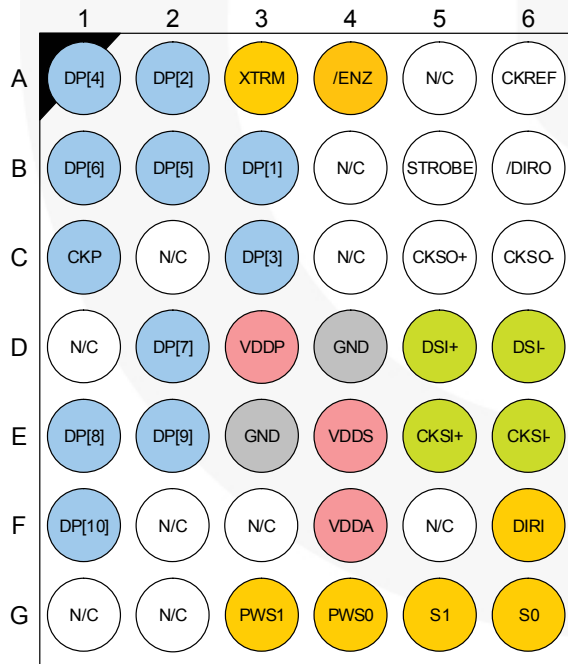 1 2 3 4 5 6
A DP[4] DP[2] XTRM /ENZ N/C CKREF
B DP[6] DP[5] DP[1] N/C STROBE /DIRO
C CKP N/C DP[3] N/C CKSO+ CKSO-
D N/C DP[7] VDDP GND DSI+ DSI-
E DP[8] DP[9] GND VDDS CKSI+ CKSI-
F DP[10] N/C N/C VDDA N/C DIRI
G N/C N/C PWS1 PWS0 S1 S0